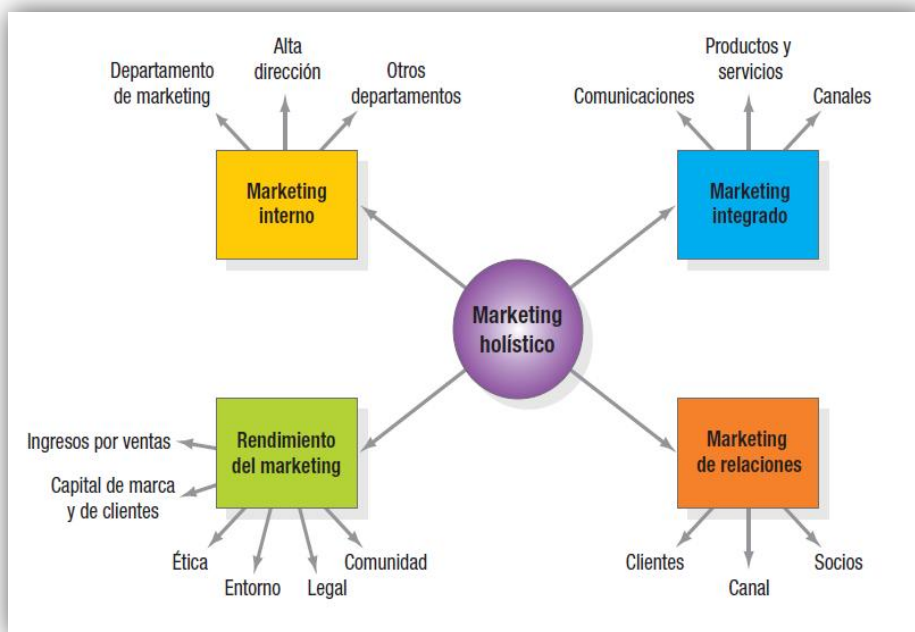 Departamento
de marketing
Alta
dirección
Otros
departamentos
Marketing
interno
Comunicaciones
Productos y
servicios
Canales
Marketing
integrado
Marketing
holístico
Ingresos por ventas
Capital de marca
y de clientes
Rendimiento
del marketing
Ética
Entorno
Legal
Comunidad
Marketing
de relaciones
Clientes
Canal
Socios